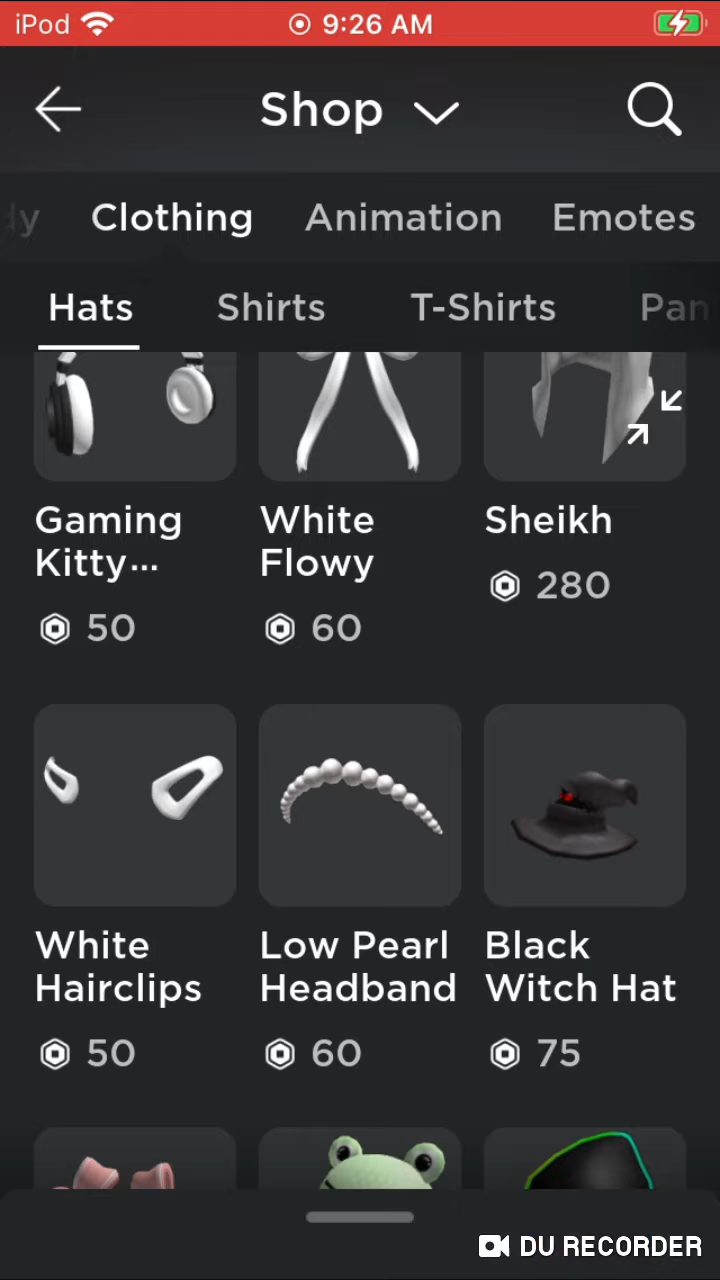 iPod 9:26 AM
Shop
Clothing Animation Emotes
Hats Shirts T-Shirts
Gaming Kitty...
50
White Flowy
60
Sheikh
280
White Hairclips
50
Low Pearl Headband
60
Black Witch Hat
75
DU RECORDER